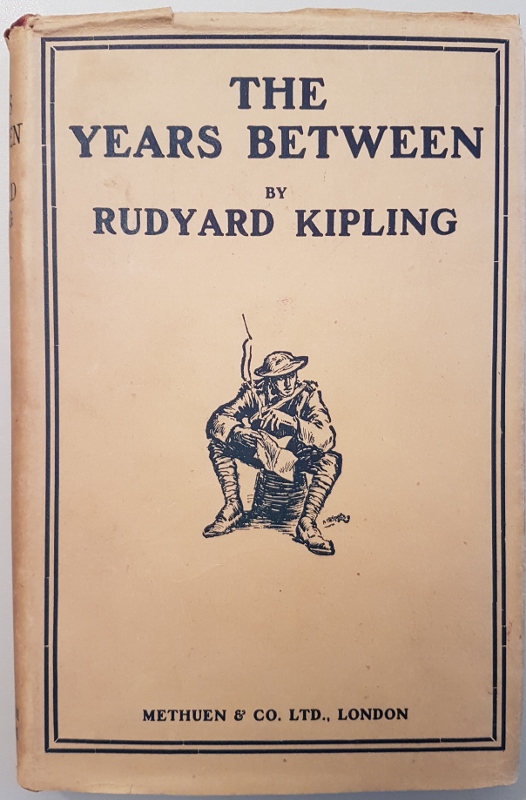 THE
YEARS BETWEEN
BY
RUDYARD KIPLING
METHUEN & CO. LTD., LONDON